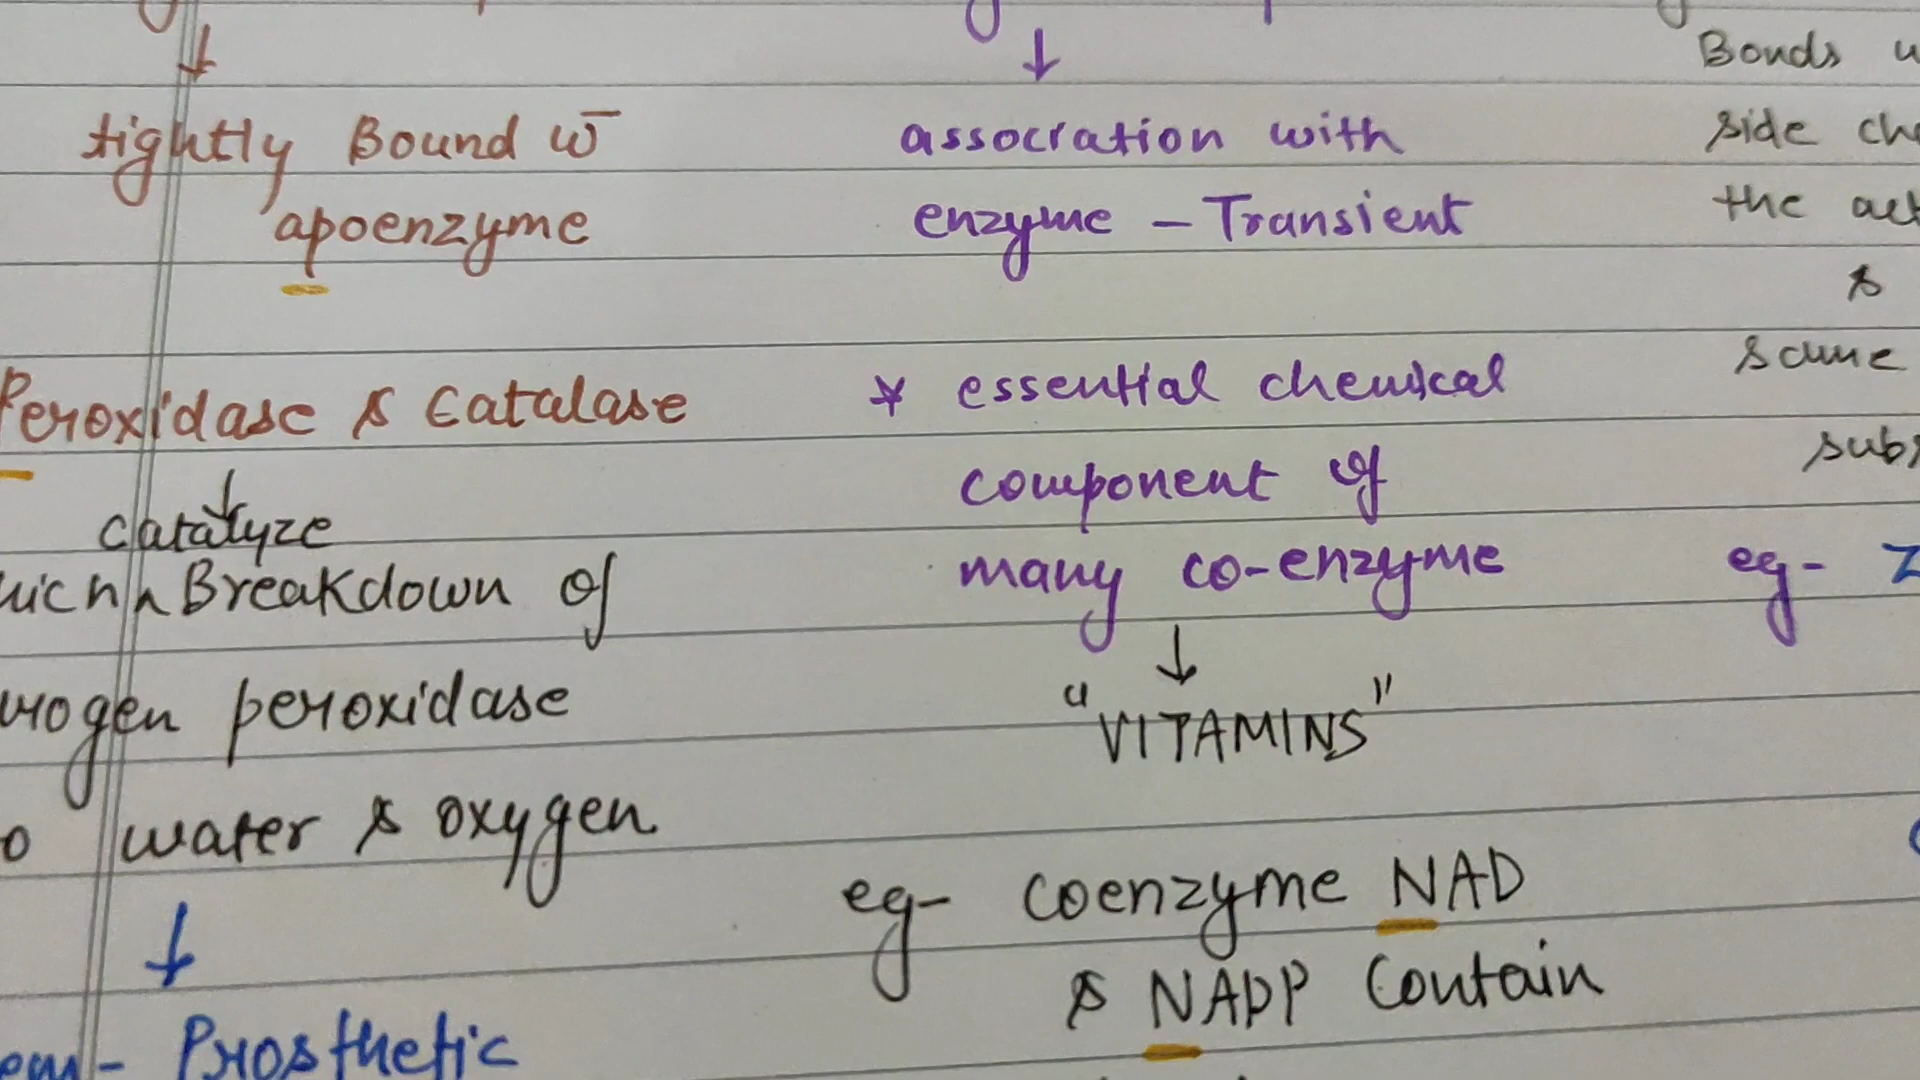 ↓
tightly Bound w̄
apoenzyme
Peroxidase & Catalase
↓
catalyze
Breakdown of
peroxidase
water & oxygen
↓
- Prosthetic
↓
association with
enzyme - Transient
* essential chemical
component of
many co-enzyme
↓
"VITAMINS"
eg- coenzyme NAD
& NADP Contain
Bonds
side
the
&
same
eg- Z